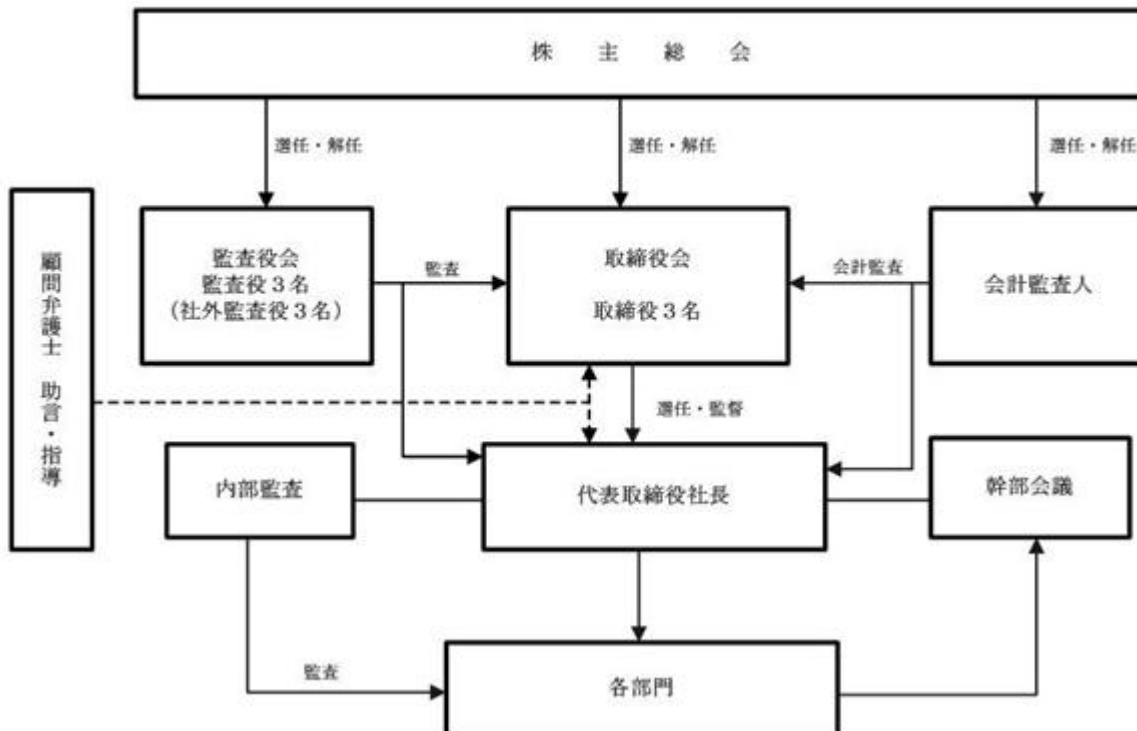 株 主 総 会
選任・解任
選任・解任
選任・解任
監査役会
監査役3名
(社外監査役3名)
監査
取締役会
取締役3名
会計監査
会計監査人
顧問弁護士 助言・指導
選任・監督
内部監査
代表取締役社長
幹部会議
監査
各部門